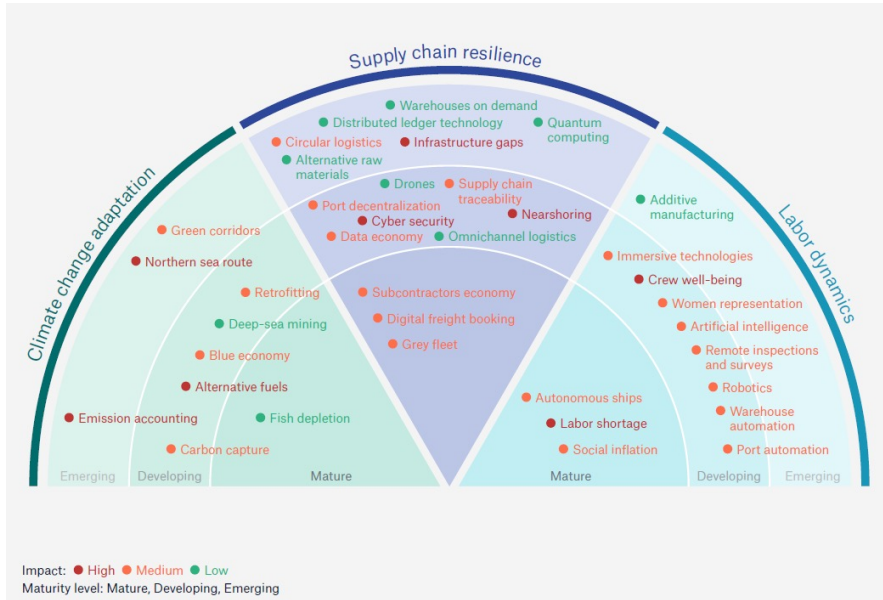 Supply chain resilience
Climate change adaptation
Labor dynamics
Warehouses on demand
Distributed ledger technology
Quantum
computing
Circular logistics
Infrastructure gaps
Alternative raw
materials
Drones
Supply chain
traceability
Port decentralization
Nearshoring
Cyber security
Data economy
Omnichannel logistics
Subcontractors economy
Digital freight booking
Grey fleet
Green corridors
Northern sea route
Retrofitting
Deep-sea mining
Blue economy
Alternative fuels
Emission accounting
Fish depletion
Carbon capture
Emerging
Developing
Mature
Additive
manufacturing
Immersive technologies
Crew well-being
Women representation
Artificial intelligence
Remote inspections
and surveys
Robotics
Warehouse
automation
Port automation
Autonomous ships
Labor shortage
Social inflation
Mature
Developing
Emerging
Impact: High Medium Low
Maturity level: Mature, Developing, Emerging